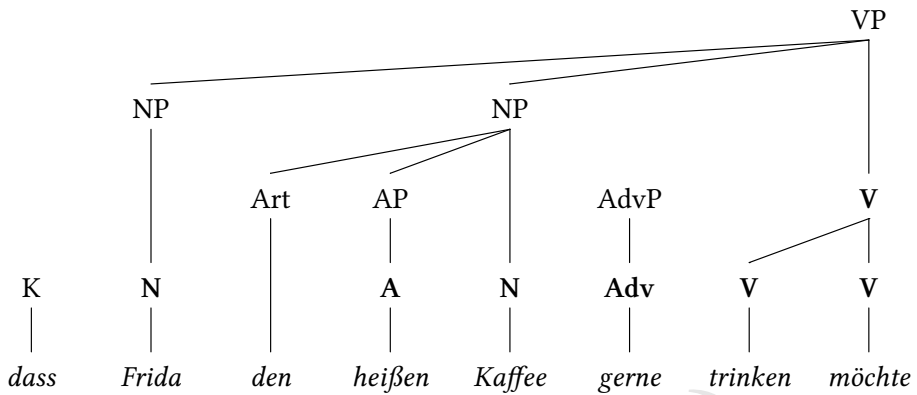 VP
NP NP
Art AP AdvP V
K N A N Adv V V
dass Frida den heißen Kaffee gerne trinken möchte